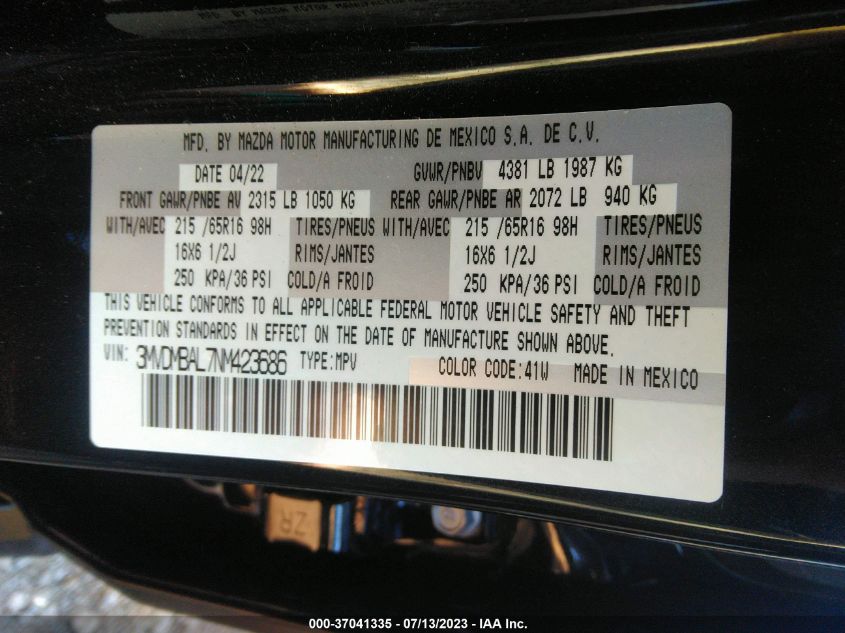 MFD. BY MAZDA MOTOR MANUFACTURING DE MEXICO S.A. DE C.V.
DATE 04/22 GVWR/PNBV 4381 LB 1987 KG
FRONT GAWR/PNBE AV 2315 LB 1050 KG REAR GAWR/PNBE AR 2072 LB 940 KG
WITH/AVEC 215 /65R16 98H TIRES/PNEUS WITH/AVEC 215 /65R16 98H TIRES/PNEUS
16X6 1/2J RIMS/JANTES 16X6 1/2J RIMS/JANTES
250 KPA/36 PSI COLD/A FROID 250 KPA/36 PSI COLD/A FROID
THIS VEHICLE CONFORMS TO ALL APPLICABLE FEDERAL MOTOR VEHICLE SAFETY AND THEFT
PREVENTION STANDARDS IN EFFECT ON THE DATE OF MANUFACTURE SHOWN ABOVE.
VIN: 3MVDMBAL7NM423686 TYPE:MPV COLOR CODE:41W MADE IN MEXICO
ZR
000-37041335 - 07/13/2023 - IAA Inc.